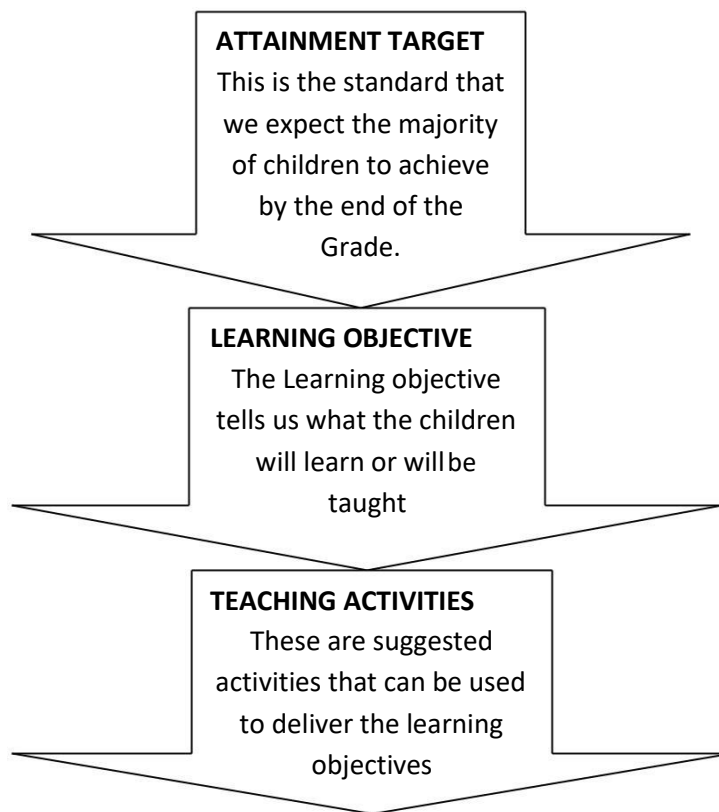 ATTAINMENT TARGET
This is the standard that
we expect the majority
of children to achieve
by the end of the
Grade.
LEARNING OBJECTIVE
The Learning objective
tells us what the children
will learn or will be
taught
TEACHING ACTIVITIES
These are suggested
activities that can be used
to deliver the learning
objectives